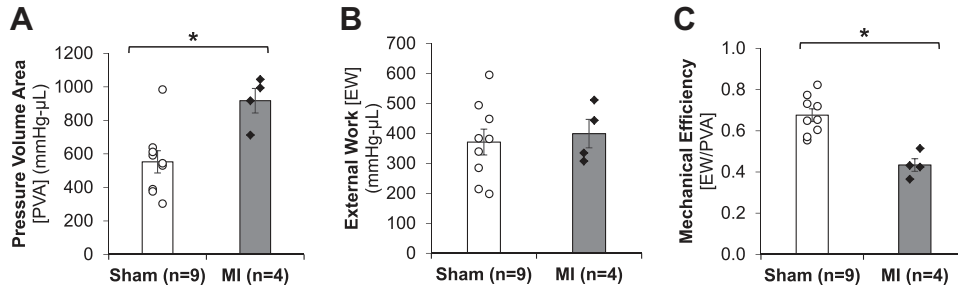 A
*
Pressure Volume Area
[PVA] (mmHg-µL)
1200
1000
800
600
400
200
0
Sham (n=9) MI (n=4)
B
External Work [EW]
(mmHg-µL)
700
600
500
400
300
200
100
0
Sham (n=9) MI (n=4)
C
*
Mechanical Efficiency
[EW/PVA]
1.0
0.8
0.6
0.4
0.2
0.0
Sham (n=9) MI (n=4)